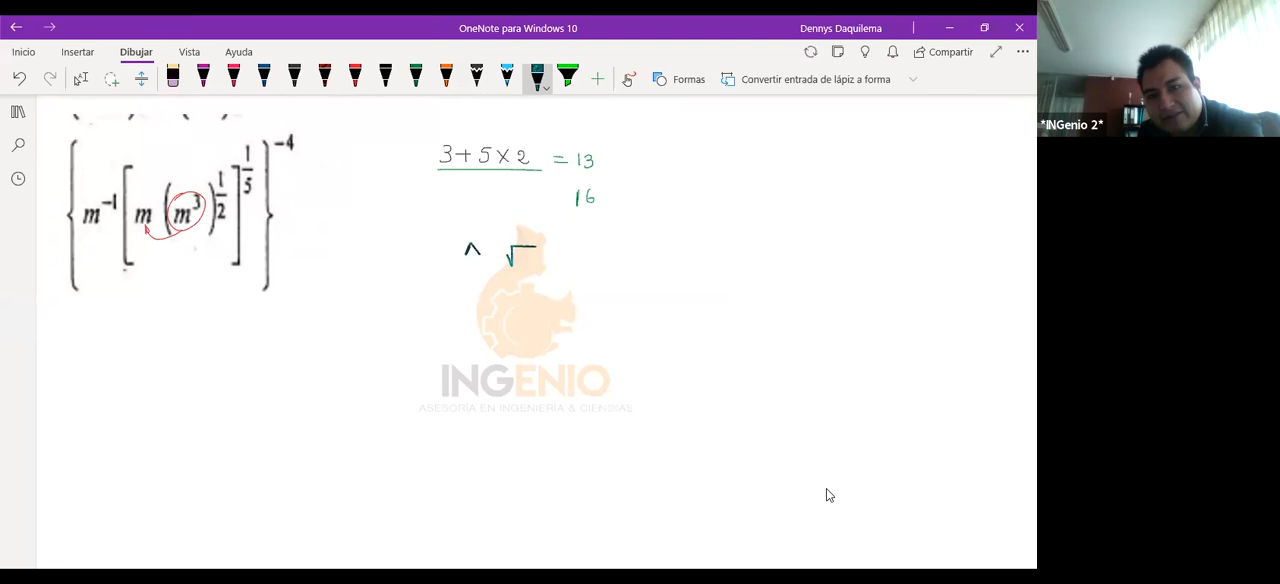 OneNote para Windows 10
Dennys Daquilema
Inicio Insertar Dibujar Vista Ayuda
Compartir
Formas
Convertir entrada de lápiz a forma
*INGenio 2*
{m⁻¹[m(m³)^{1/2}]^{1/5}}⁻⁴
3+5×2 = 13
16
^ √
INGENIO
ASESORÍA EN INGENIERÍA & CIENCIAS